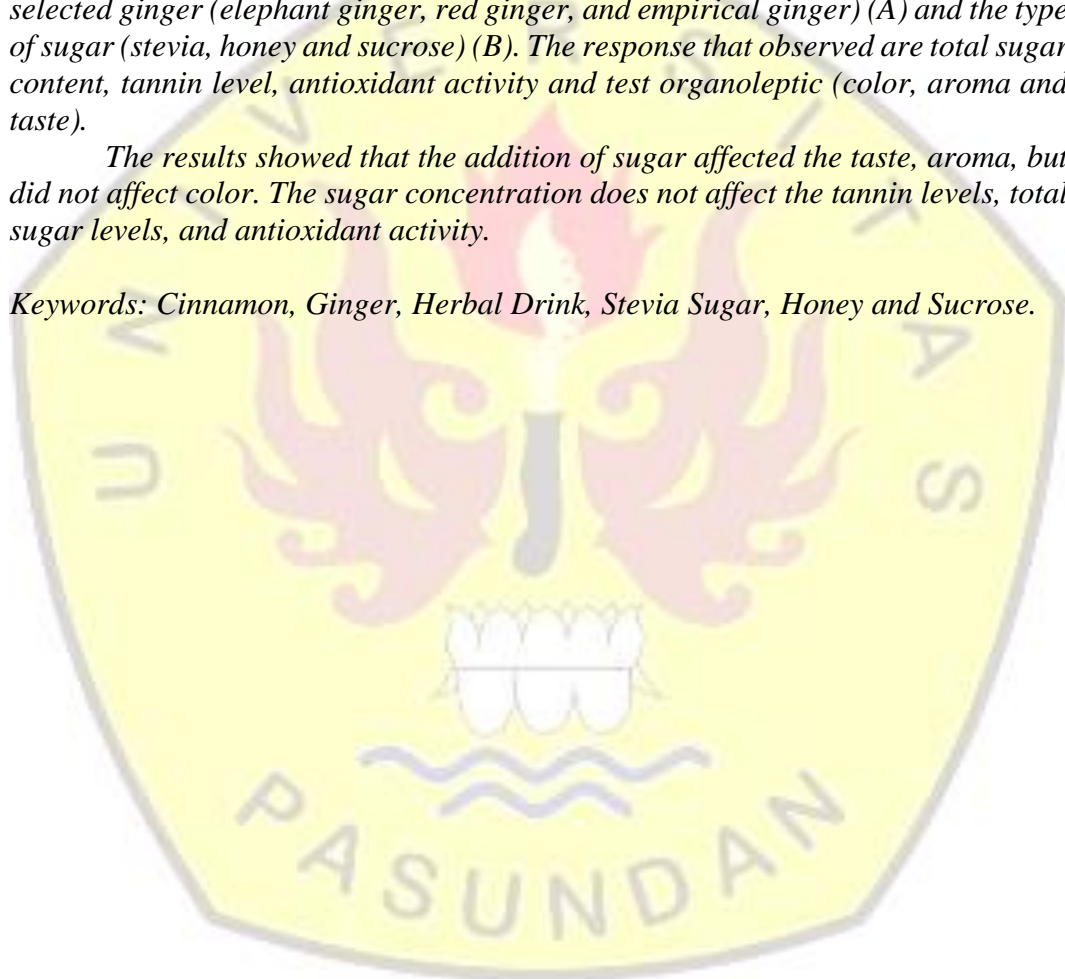 selected ginger (elephant ginger, red ginger, and empirical ginger) (A) and the type
of sugar (stevia, honey and sucrose) (B). The response that observed are total sugar
content, tannin level, antioxidant activity and test organoleptic (color, aroma and
taste).
The results showed that the addition of sugar affected the taste, aroma, but
did not affect color. The sugar concentration does not affect the tannin levels, total
sugar levels, and antioxidant activity.
Keywords: Cinnamon, Ginger, Herbal Drink, Stevia Sugar, Honey and Sucrose.
UNIVERSITAS
PASUNDAN